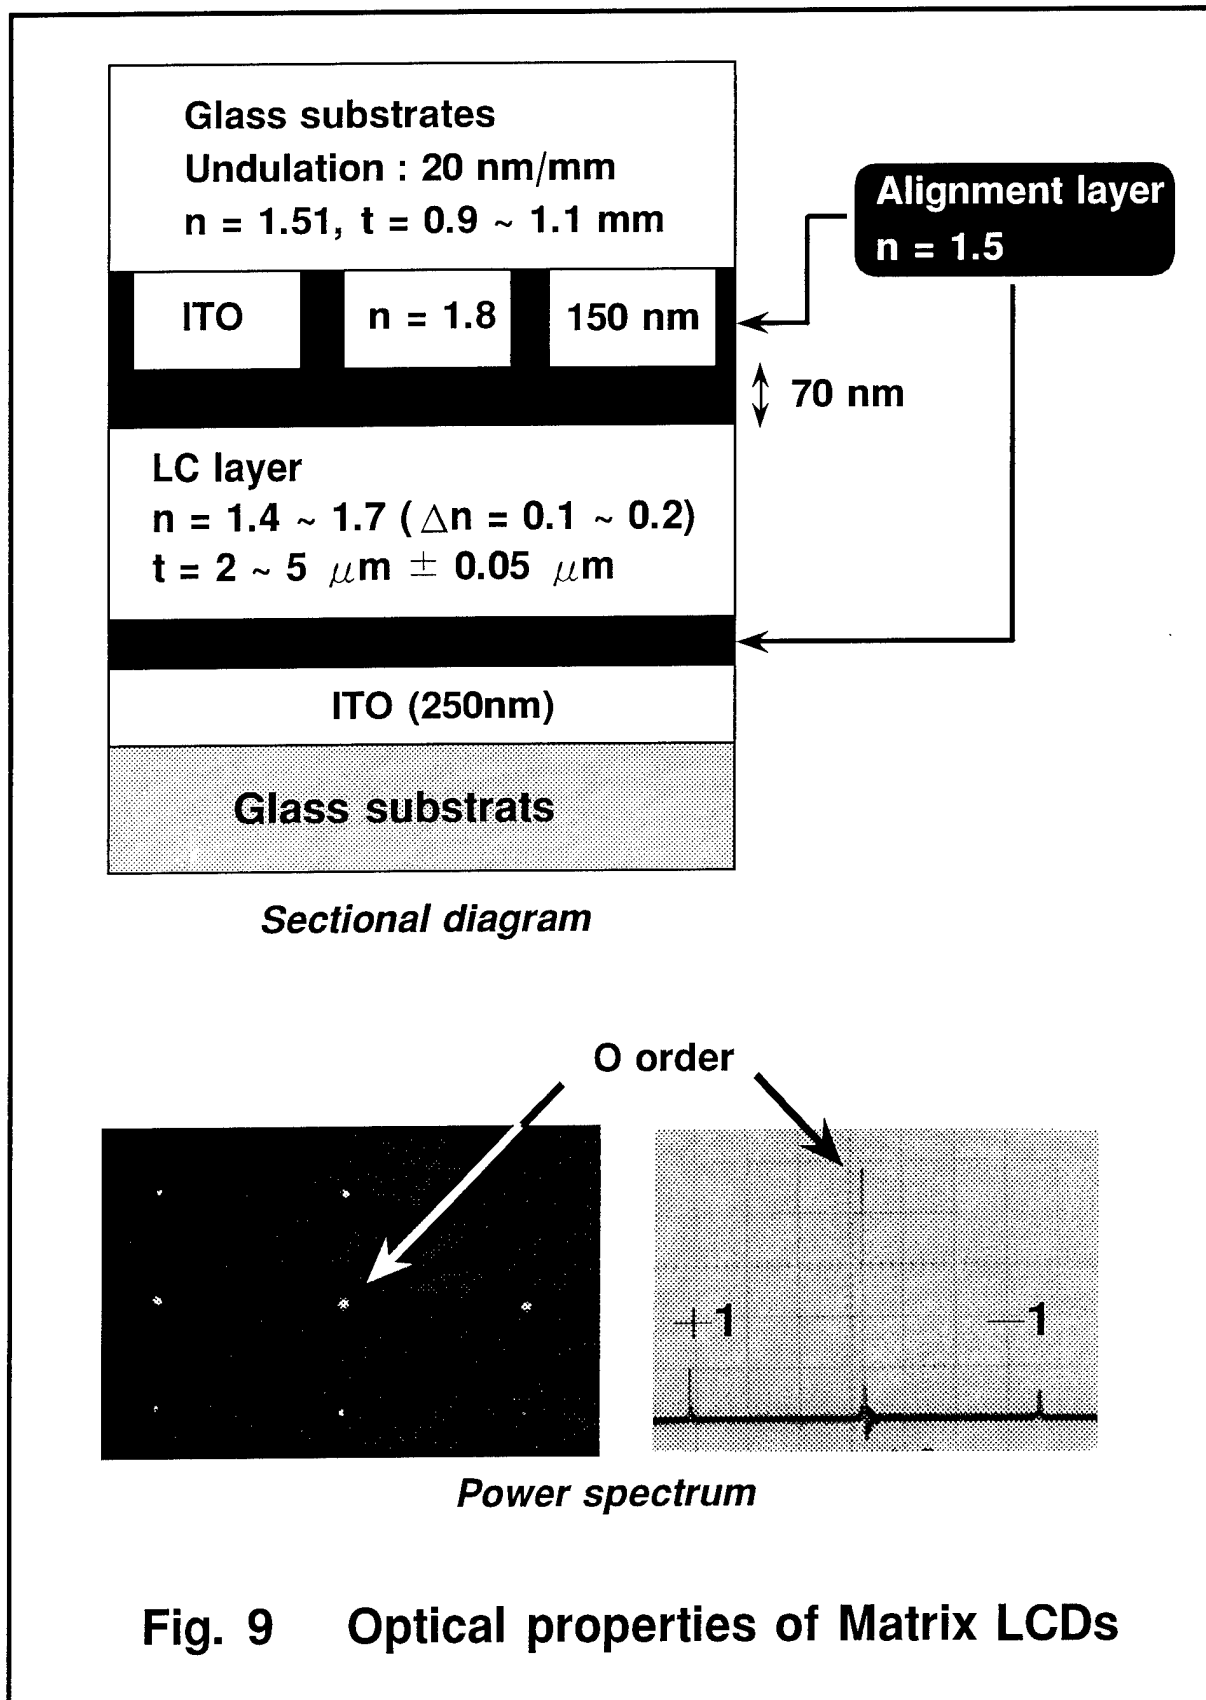 Glass substrates
Undulation : 20 nm/mm
n = 1.51, t = 0.9 ~ 1.1 mm
Alignment layer
n = 1.5
ITO
n = 1.8
150 nm
70 nm
LC layer
n = 1.4 ~ 1.7 ( △n = 0.1 ~ 0.2)
t = 2 ~ 5 μm ± 0.05 μm
ITO (250nm)
Glass substrats
Sectional diagram
O order
+1
—1
Power spectrum
Fig. 9 Optical properties of Matrix LCDs